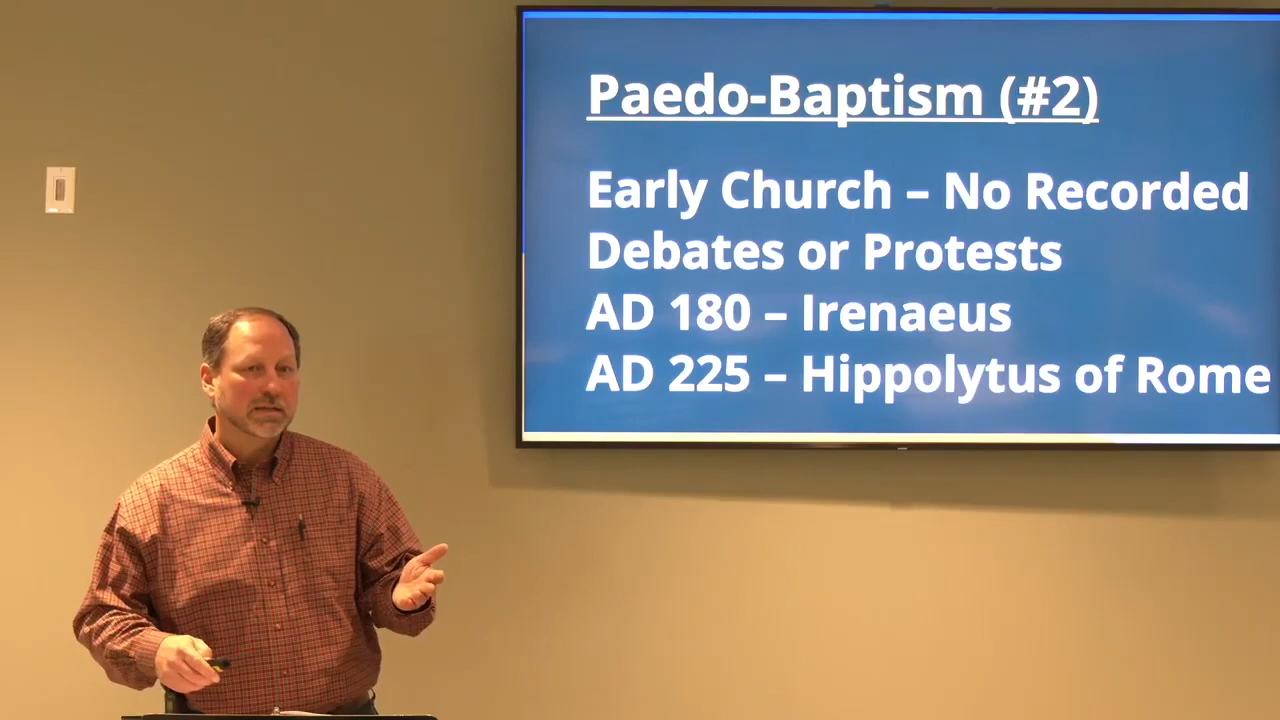 Paedo-Baptism (#2)
Early Church – No Recorded
Debates or Protests
AD 180 – Irenaeus
AD 225 – Hippolytus of Rome